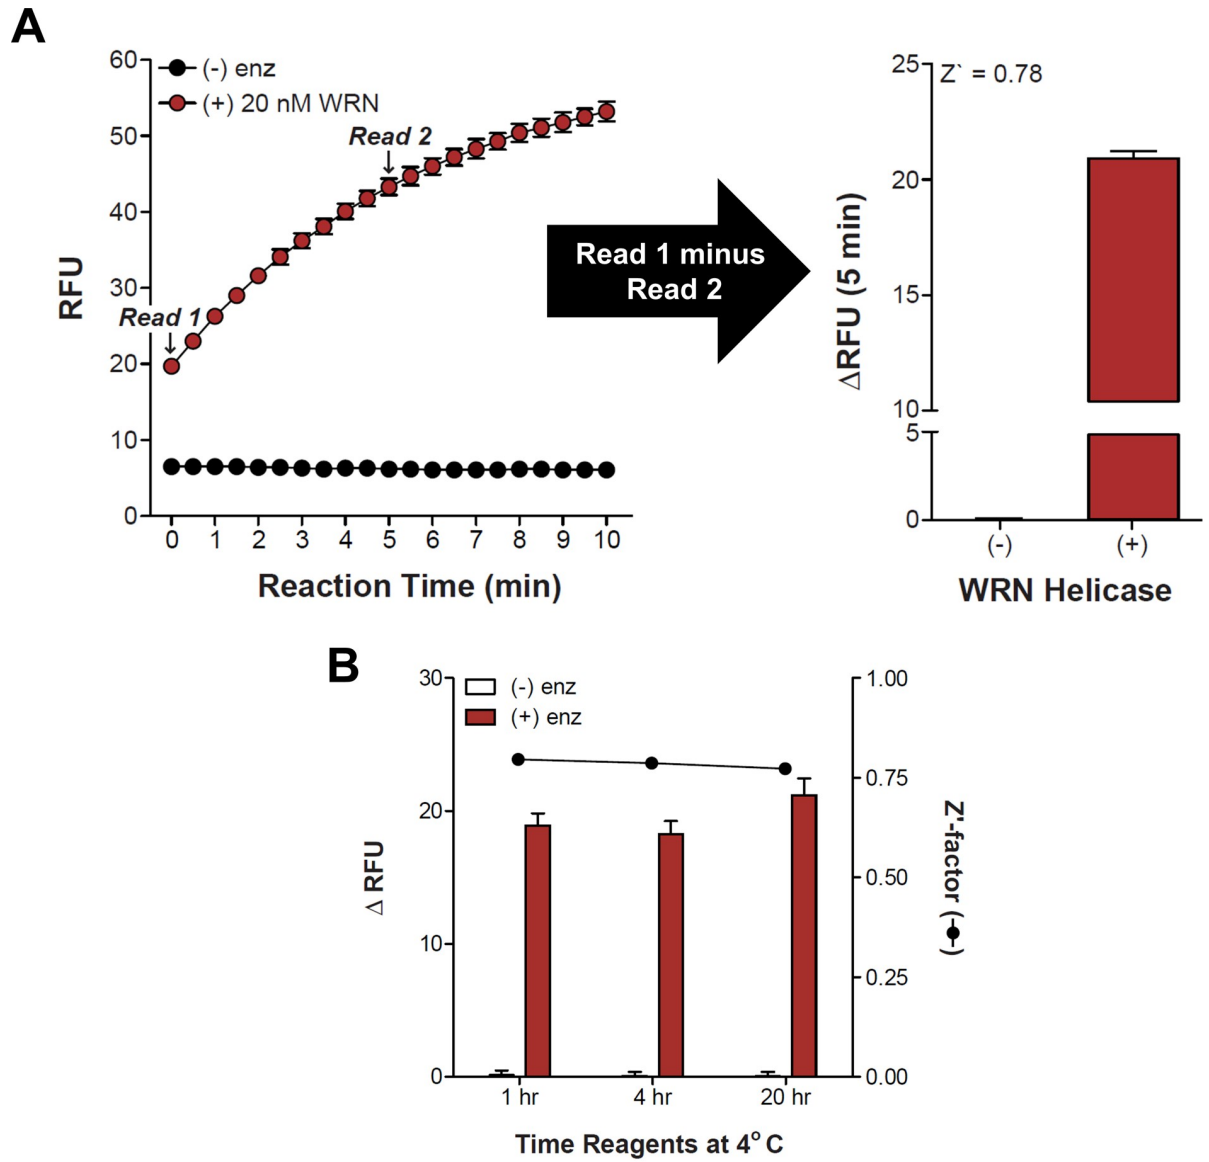 A
60
50
40
30
20
10
0
RFU
(-) enz
(+) 20 nM WRN
Read 1
Read 2
0 1 2 3 4 5 6 7 8 9 10
Reaction Time (min)
Read 1 minus
Read 2
Z` = 0.78
25
20
15
10
5
0
△RFU (5 min)
(-) (+)
WRN Helicase
B
30
20
10
0
△ RFU
(-) enz
(+) enz
1.00
0.75
0.50
0.25
0.00
Z'-factor (-●-)
1 hr 4 hr 20 hr
Time Reagents at 4° C